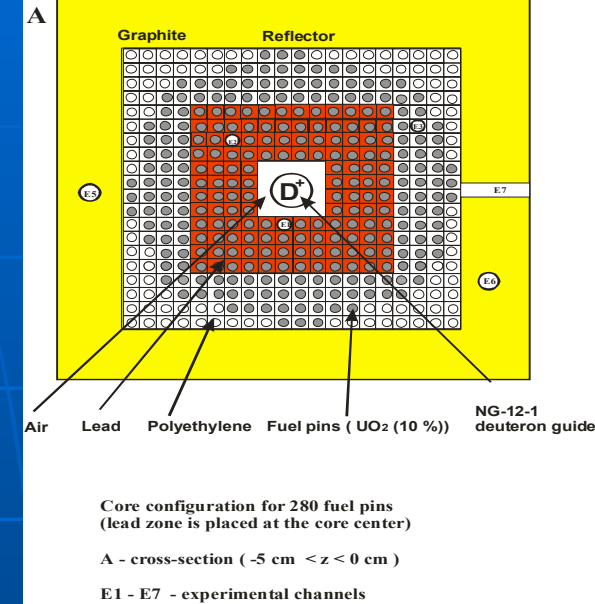 A
Graphite
Reflector
E2
E3
D+
E5
E7
E1
E6
Air
Lead
Polyethylene
Fuel pins ( UO2 (10 %))
NG-12-1
deuteron guide
Core configuration for 280 fuel pins
(lead zone is placed at the core center)
A - cross-section ( -5 cm < z < 0 cm )
E1 - E7 - experimental channels